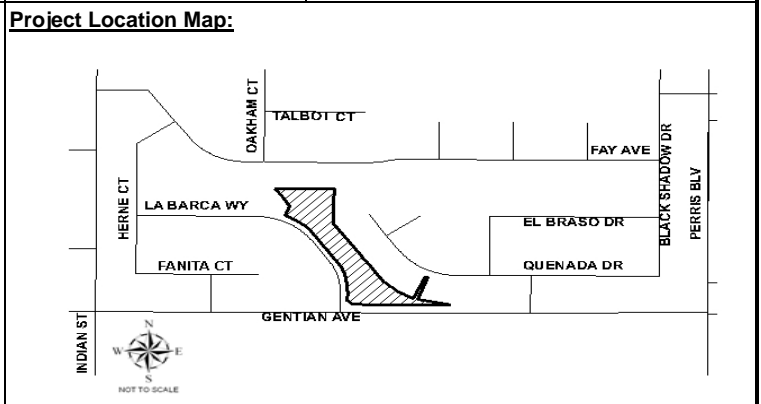 Project Location Map:
OAKHAM CT
TALBOT CT
FAY AVE
BLACK SHADOW DR
PERRIS BLV
HERNE CT
LA BARCA WY
EL BRASO DR
FANITA CT
QUENADA DR
GENTIAN AVE
INDIAN ST
N
W
E
S
NOT TO SCALE